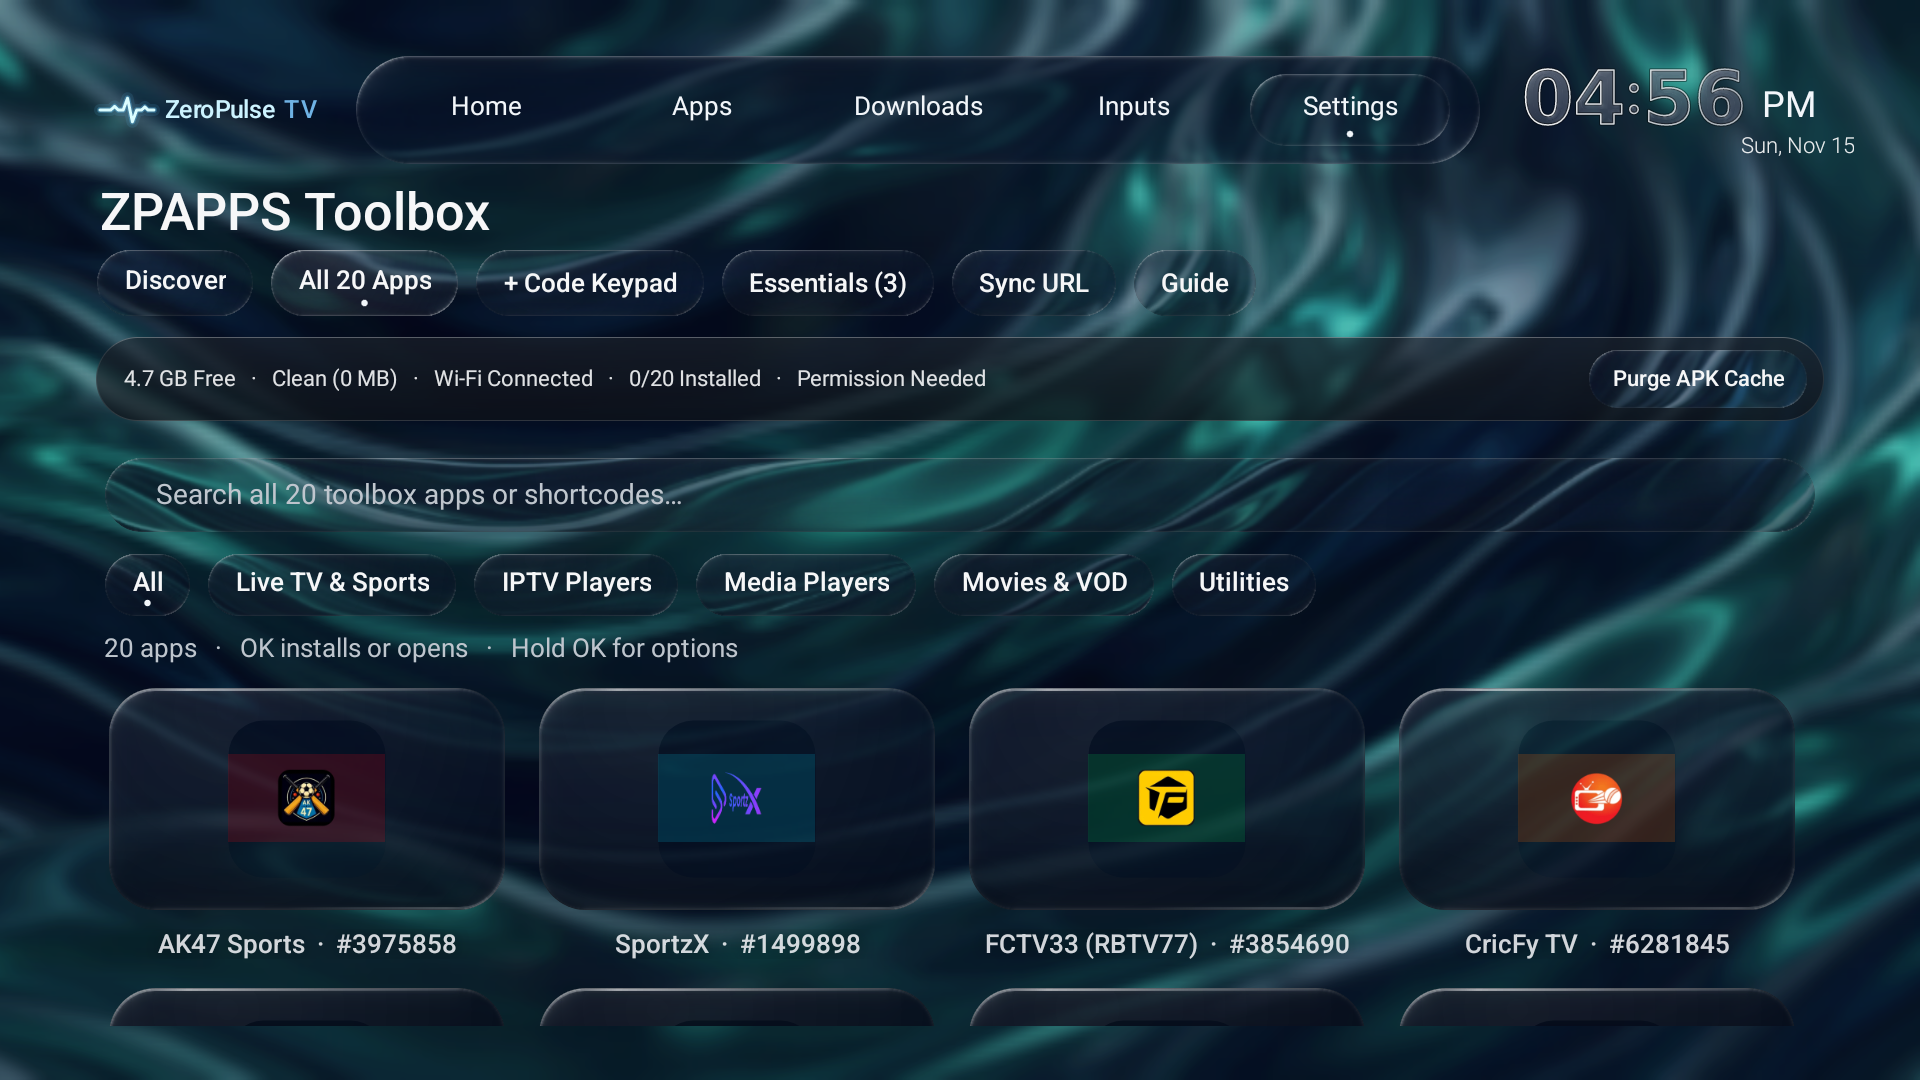 ZeroPulse TV
Home
Apps
Downloads
Inputs
Settings
04:56 PM
Sun, Nov 15
ZPAPPS Toolbox
Discover
All 20 Apps
+ Code Keypad
Essentials (3)
Sync URL
Guide
4.7 GB Free · Clean (0 MB) · Wi-Fi Connected · 0/20 Installed · Permission Needed
Purge APK Cache
Search all 20 toolbox apps or shortcodes...
All
Live TV & Sports
IPTV Players
Media Players
Movies & VOD
Utilities
20 apps · OK installs or opens · Hold OK for options
AK
47
SportzX
AK47 Sports · #3975858
SportzX · #1499898
FCTV33 (RBTV77) · #3854690
CricFy TV · #6281845